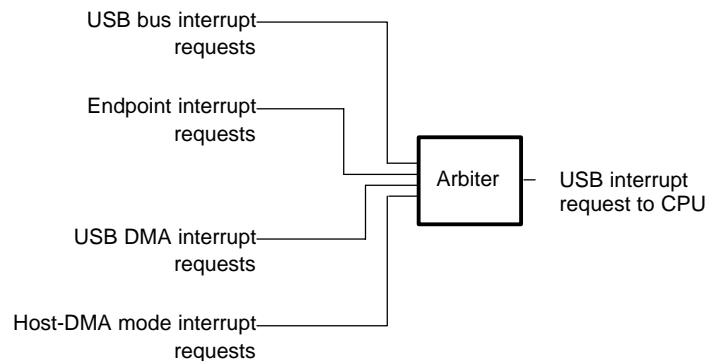 USB bus interrupt
requests
Endpoint interrupt
requests
Arbiter
USB interrupt
request to CPU
USB DMA interrupt
requests
Host-DMA mode interrupt
requests